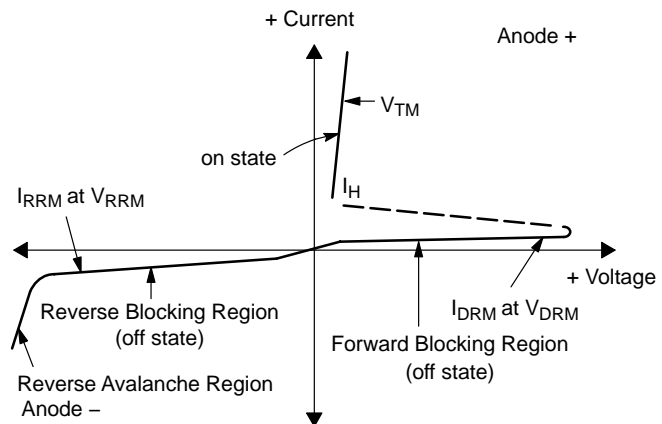 + Current
Anode +
VTM
on state
IH
IRRM at VRRM
+ Voltage
IDRM at VDRM
Reverse Blocking Region
(off state)
Forward Blocking Region
(off state)
Reverse Avalanche Region
Anode –